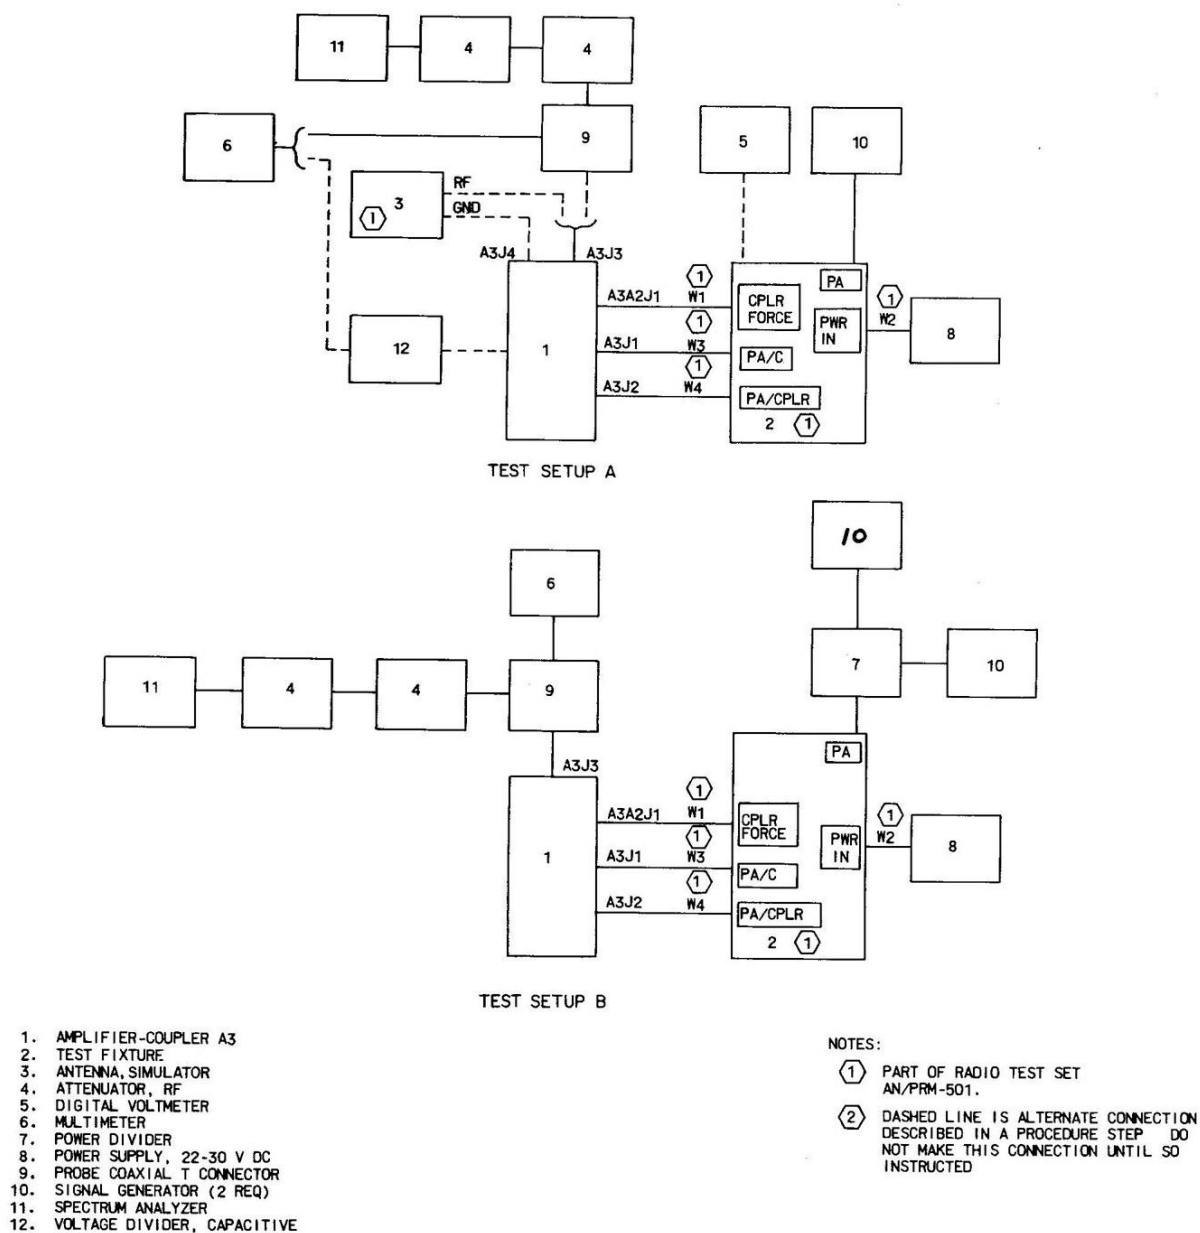 11
4
4
6
9
5
10
RF
3
1
GND
A3J4
A3J3
PA
A3A2J1
1
W1
CPLR
FORCE
PWR
IN
1
W2
8
12
1
A3J1
1
W3
PA/C
A3J2
1
W4
PA/CPLR
2
1
TEST SETUP A
10
6
7
10
11
4
4
9
A3J3
PA
A3A2J1
1
W1
CPLR
FORCE
PWR
IN
1
W2
8
1
A3J1
1
W3
PA/C
A3J2
1
W4
PA/CPLR
2
1
TEST SETUP B
1. AMPLIFIER-COUPLER A3
2. TEST FIXTURE
3. ANTENNA, SIMULATOR
4. ATTENUATOR, RF
5. DIGITAL VOLTMETER
6. MULTIMETER
7. POWER DIVIDER
8. POWER SUPPLY, 22-30 V DC
9. PROBE COAXIAL T CONNECTOR
10. SIGNAL GENERATOR (2 REQ)
11. SPECTRUM ANALYZER
12. VOLTAGE DIVIDER, CAPACITIVE
NOTES:
1 PART OF RADIO TEST SET
AN/PRM-501.
2 DASHED LINE IS ALTERNATE CONNECTION
DESCRIBED IN A PROCEDURE STEP DO
NOT MAKE THIS CONNECTION UNTIL SO
INSTRUCTED